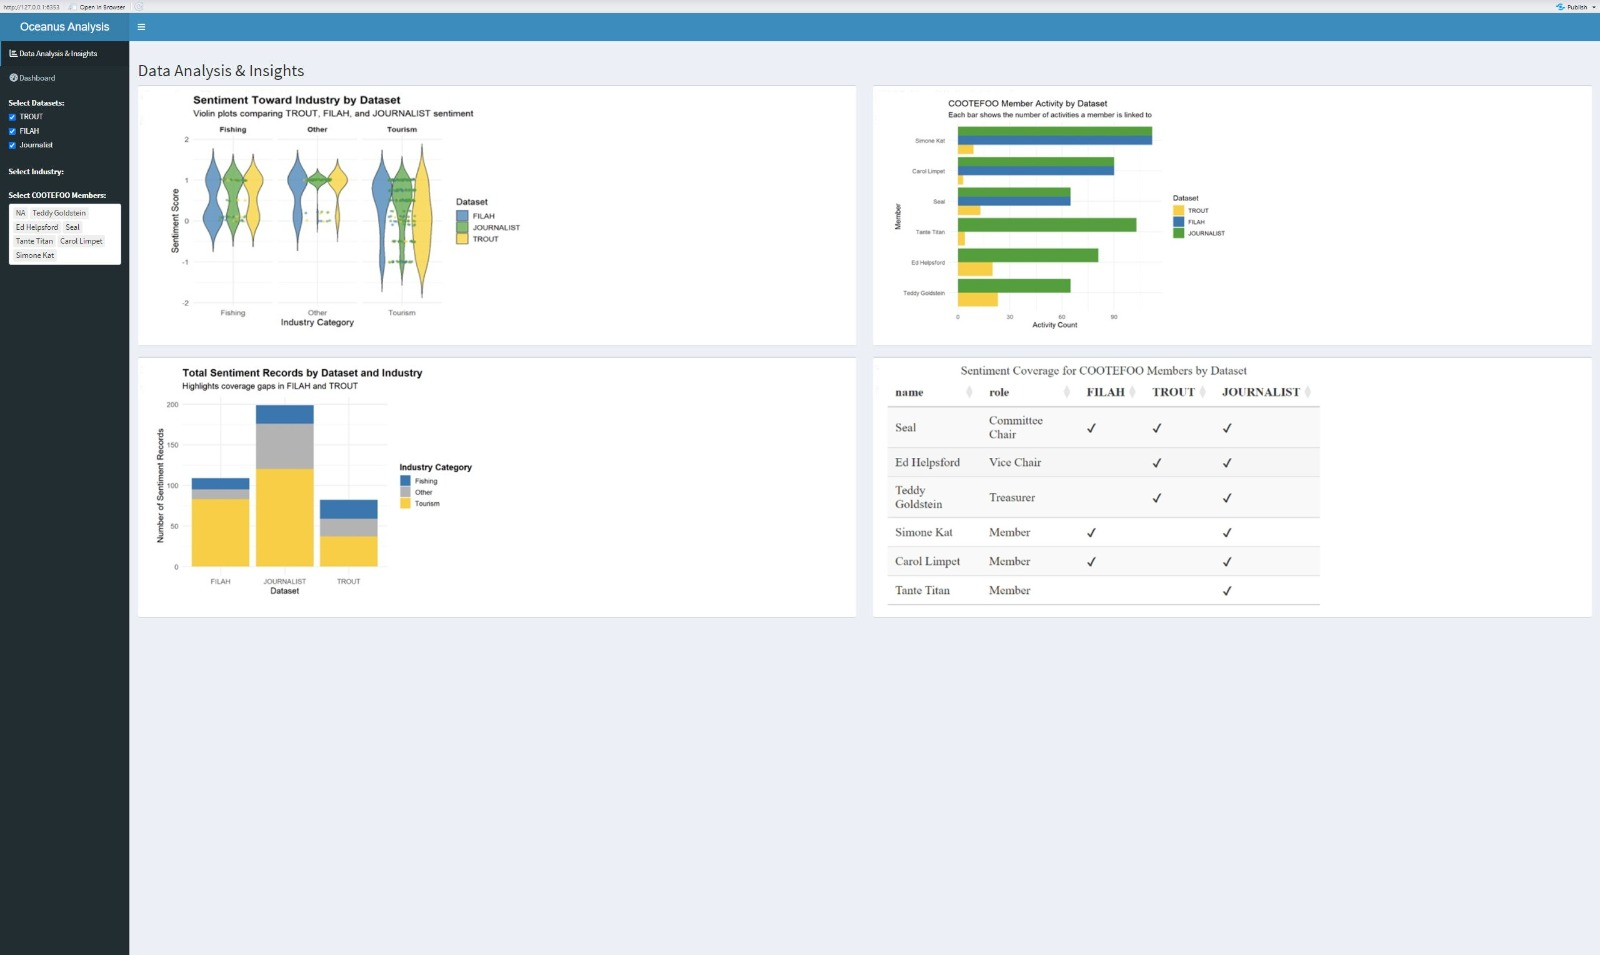 http://127.0.0.1:6353
Open in Browser
Publish
Oceanus Analysis
Data Analysis & Insights
Dashboard
Select Datasets:
TROUT
FILAH
Journalist
Select Industry:
Select COOTEFOO Members:
NA Teddy Goldstein
Ed Helpsford Seal
Tante Titan Carol Limpet
Simone Kat
Data Analysis & Insights
Sentiment Toward Industry by Dataset
Violin plots comparing TROUT, FILAH, and JOURNALIST sentiment
Fishing Other Tourism
2
1
0
-1
-2
Sentiment Score
Fishing Other Tourism
Industry Category
Dataset
FILAH
JOURNALIST
TROUT
COOTEFOO Member Activity by Dataset
Each bar shows the number of activities a member is linked to
Member
Simone Kat
Carol Limpet
Seal
Tante Titan
Ed Helpsford
Teddy Goldstein
0 30 60 90
Activity Count
Dataset
TROUT
FILAH
JOURNALIST
Total Sentiment Records by Dataset and Industry
Highlights coverage gaps in FILAH and TROUT
200
150
100
50
0
Number of Sentiment Records
FILAH JOURNALIST TROUT
Dataset
Industry Category
Fishing
Other
Tourism
Sentiment Coverage for COOTEFOO Members by Dataset
name role FILAH TROUT JOURNALIST
Seal Committee Chair ✓ ✓ ✓
Ed Helpsford Vice Chair ✓ ✓
Teddy Goldstein Treasurer ✓ ✓
Simone Kat Member ✓ ✓
Carol Limpet Member ✓ ✓
Tante Titan Member ✓